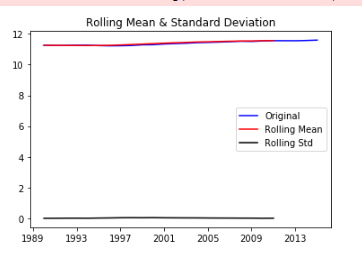 Rolling Mean & Standard Deviation
12
10
8
6
4
2
0
Original
Rolling Mean
Rolling Std
1989 1993 1997 2001 2005 2009 2013